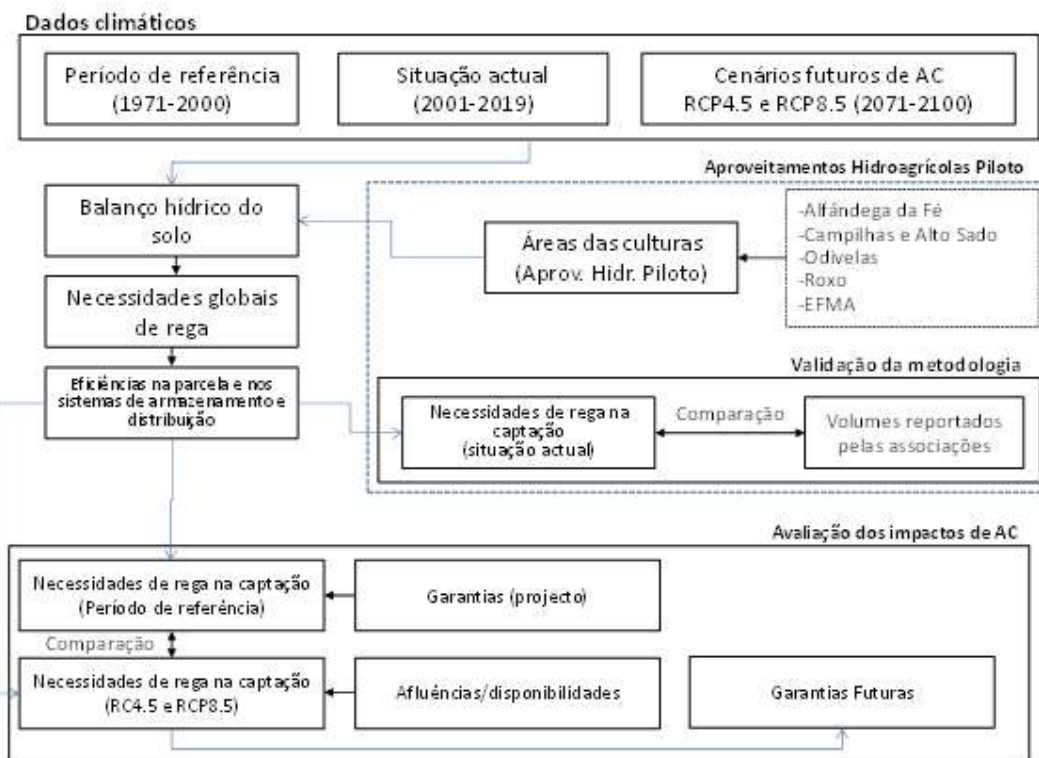 Dados climáticos
Período de referência
(1971-2000)
Situação actual
(2001-2019)
Cenários futuros de AC
RCP4.5 e RCP8.5 (2071-2100)
Aproveitamentos Hidroagrícolas Piloto
Balanço hídrico do
solo
Áreas das culturas
(Aprov. Hidr. Piloto)
-Alfândega da Fé
-Campilhas e Alto Sado
-Odivelas
-Roxo
-EFMA
Necessidades globais
de rega
Validação da metodologia
Eficiências na parcela e nos
sistemas de armazenamento e
distribuição
Necessidades de rega na
captação
(situação actual)
Comparação
Volumes reportados
pelas associações
Avaliação dos impactos de AC
Necessidades de rega na captação
(Período de referência)
Garantias (projecto)
Comparação
Necessidades de rega na captação
(RC4.5 e RCP8.5)
Afluências/disponibilidades
Garantias Futuras